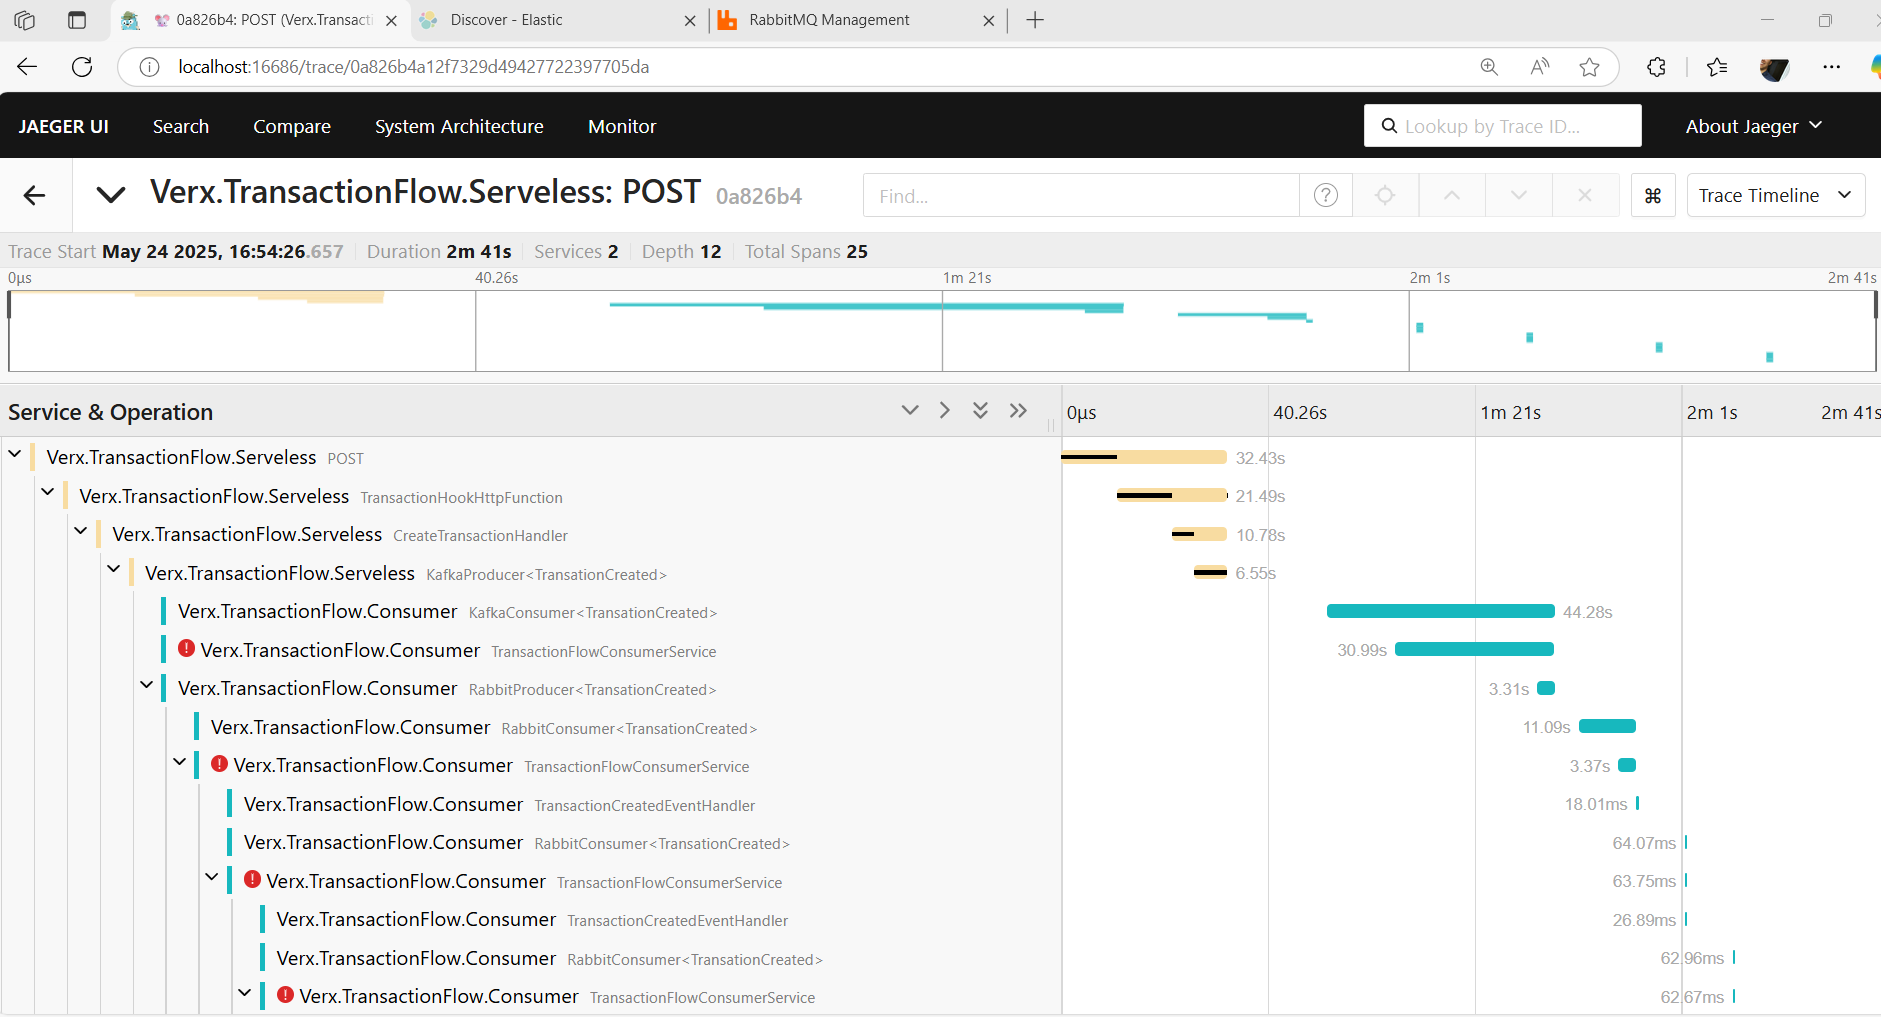 0a826b4: POST (Verx.Transacti
Discover - Elastic
RabbitMQ Management
localhost:16686/trace/0a826b4a12f7329d49427722397705da
JAEGER UI Search Compare System Architecture Monitor Lookup by Trace ID... About Jaeger
Verx.TransactionFlow.Serveless: POST 0a826b4 Find... Trace Timeline
Trace Start May 24 2025, 16:54:26.657 Duration 2m 41s Services 2 Depth 12 Total Spans 25
0μs 40.26s 1m 21s 2m 1s 2m 41s
Service & Operation 0μs 40.26s 1m 21s 2m 1s 2m 41s
Verx.TransactionFlow.Serveless POST 32.43s
Verx.TransactionFlow.Serveless TransactionHookHttpFunction 21.49s
Verx.TransactionFlow.Serveless CreateTransactionHandler 10.78s
Verx.TransactionFlow.Serveless KafkaProducer<TransationCreated> 6.55s
Verx.TransactionFlow.Consumer KafkaConsumer<TransationCreated> 44.28s
Verx.TransactionFlow.Consumer TransactionFlowConsumerService 30.99s
Verx.TransactionFlow.Consumer RabbitProducer<TransationCreated> 3.31s
Verx.TransactionFlow.Consumer RabbitConsumer<TransationCreated> 11.09s
Verx.TransactionFlow.Consumer TransactionFlowConsumerService 3.37s
Verx.TransactionFlow.Consumer TransactionCreatedEventHandler 18.01ms
Verx.TransactionFlow.Consumer RabbitConsumer<TransationCreated> 64.07ms
Verx.TransactionFlow.Consumer TransactionFlowConsumerService 63.75ms
Verx.TransactionFlow.Consumer TransactionCreatedEventHandler 26.89ms
Verx.TransactionFlow.Consumer RabbitConsumer<TransationCreated> 62.96ms
Verx.TransactionFlow.Consumer TransactionFlowConsumerService 62.67ms